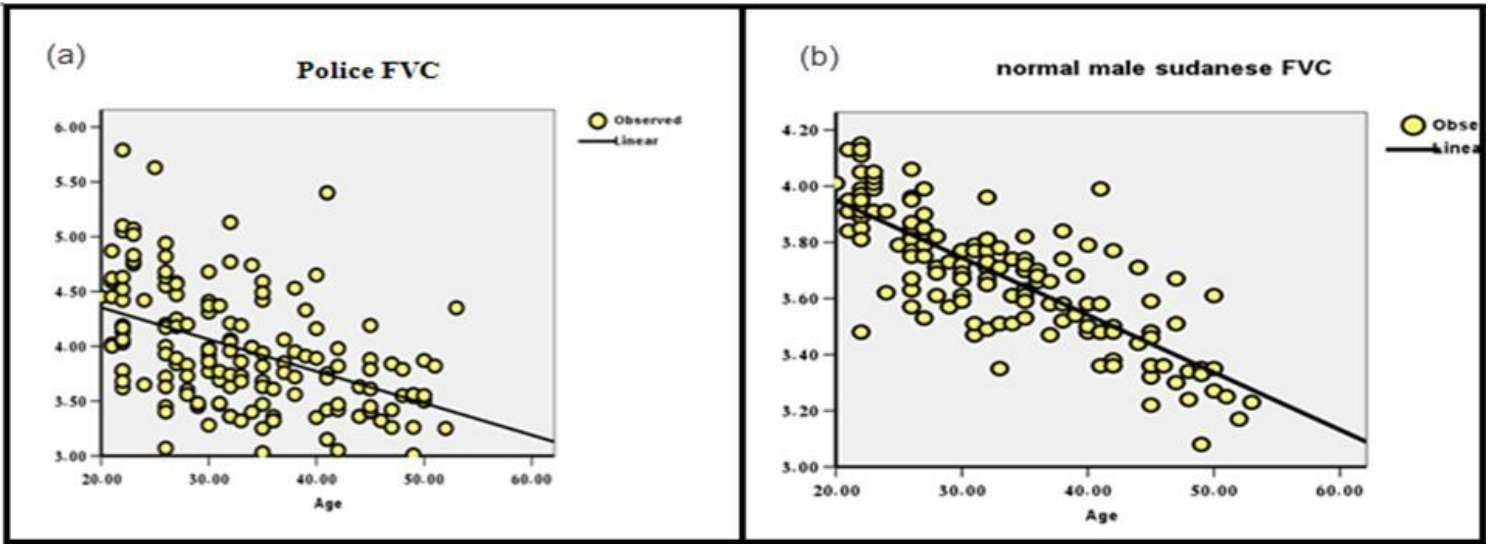 (a)
Police FVC
Observed
Linear
6.00
5.50
5.00
4.50
4.00
3.50
3.00
20.00 30.00 40.00 50.00 60.00
Age
(b)
normal male sudanese FVC
Obse
Linea
4.20
4.00
3.80
3.60
3.40
3.20
3.00
20.00 30.00 40.00 50.00 60.00
Age